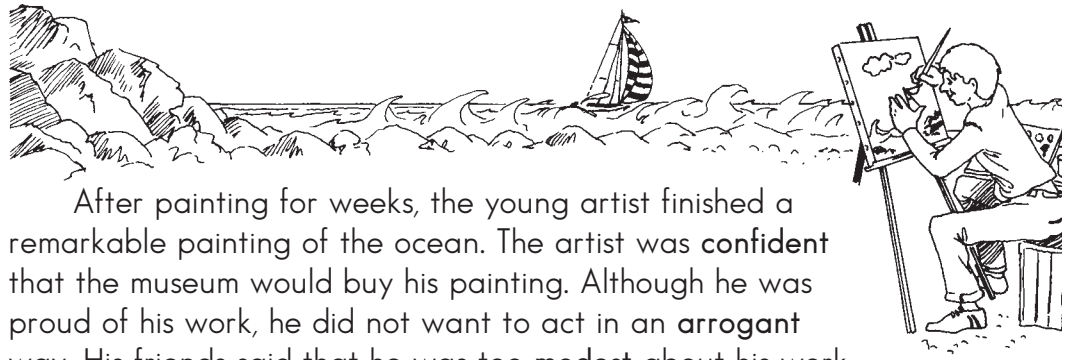 After painting for weeks, the young artist finished a
remarkable painting of the ocean. The artist was confident
that the museum would buy his painting. Although he was
proud of his work, he did not want to act in an arrogant
way. His friends said that he was too modest about his work